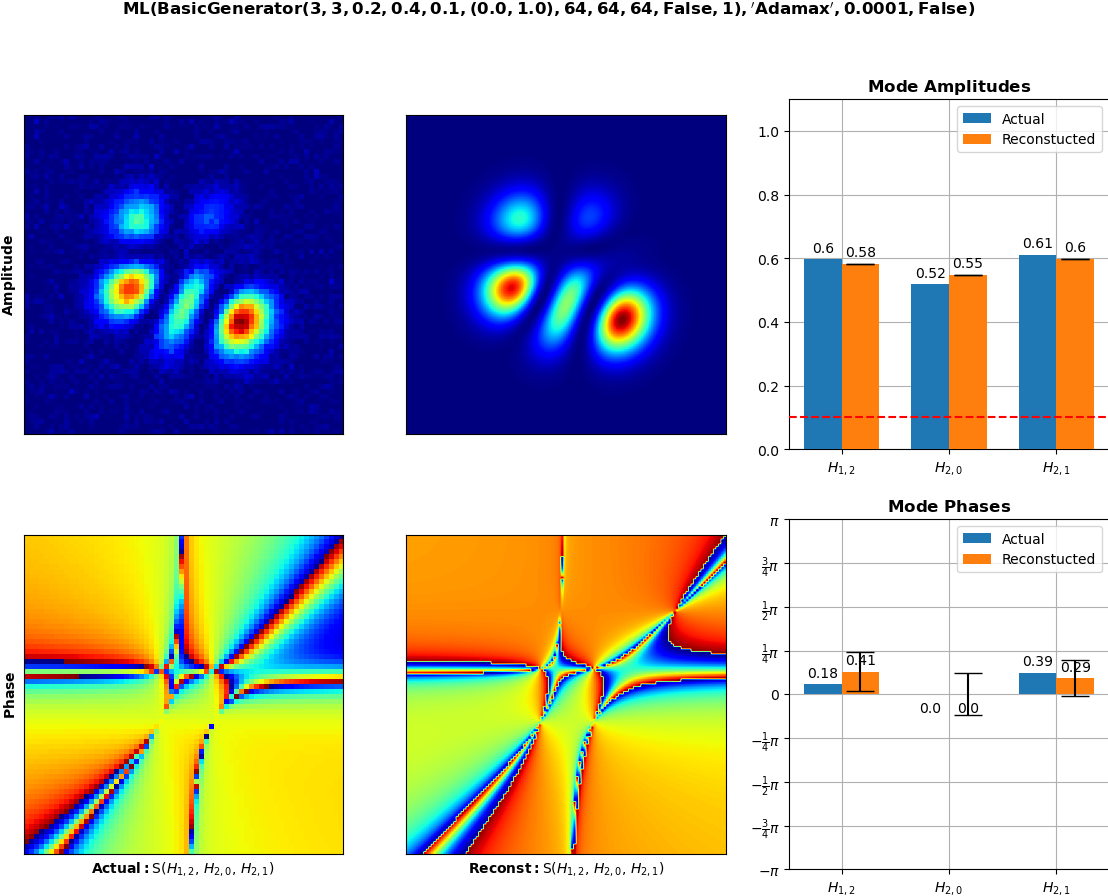 ML(BasicGenerator(3, 3, 0.2, 0.4, 0.1, (0.0, 1.0), 64, 64, 64, False, 1), ′Adamax′, 0.0001, False)
Amplitude
Mode Amplitudes
Actual
Reconstucted
1.0
0.8
0.6
0.4
0.2
0.0
0.6
0.58
0.52
0.55
0.61
0.6
H1,2
H2,0
H2,1
Phase
Actual: S(H1,2, H2,0, H2,1)
Reconst: S(H1,2, H2,0, H2,1)
Mode Phases
Actual
Reconstucted
π
3/4π
1/2π
1/4π
0
−1/4π
−1/2π
−3/4π
−π
0.18
0.41
0.0
0.0
0.39
0.29
H1,2
H2,0
H2,1